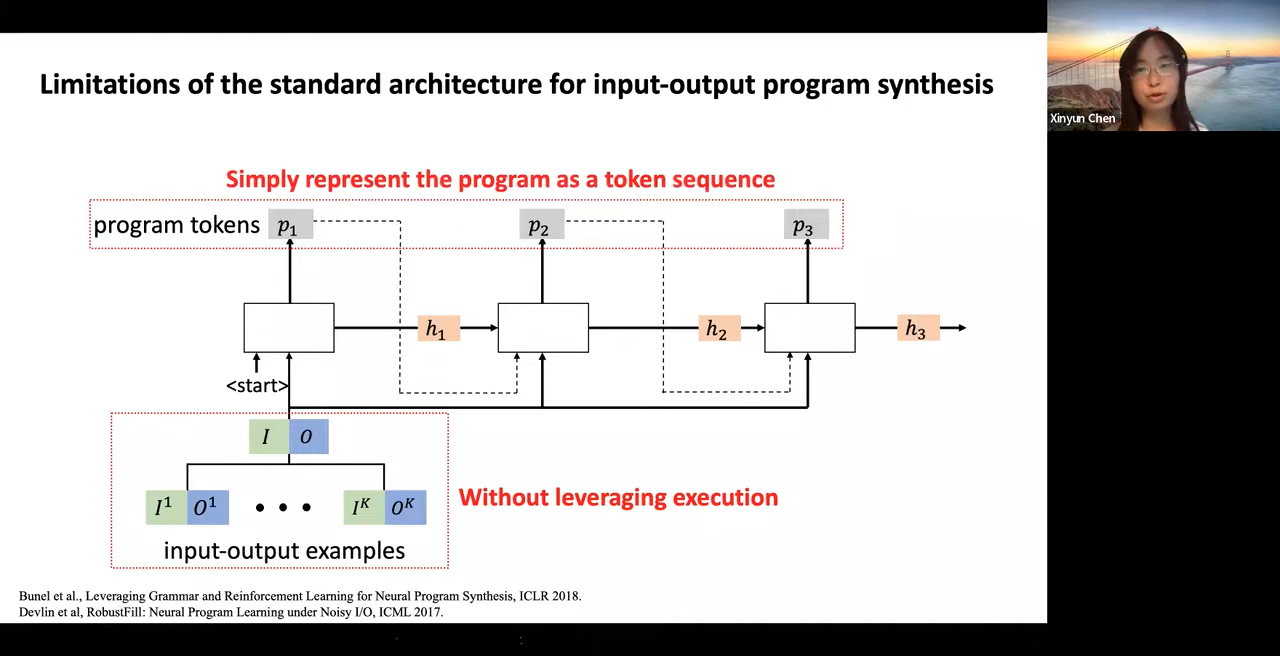 Limitations of the standard architecture for input-output program synthesis
Xinyun Chen
Simply represent the program as a token sequence
program tokens p₁ p₂ p₃
h₁ h₂ h₃
<start>
I O
I¹ O¹ • • • Iᴷ Oᴷ
Without leveraging execution
input-output examples
Bunel et al., Leveraging Grammar and Reinforcement Learning for Neural Program Synthesis, ICLR 2018.
Devlin et al, RobustFill: Neural Program Learning under Noisy I/O, ICML 2017.